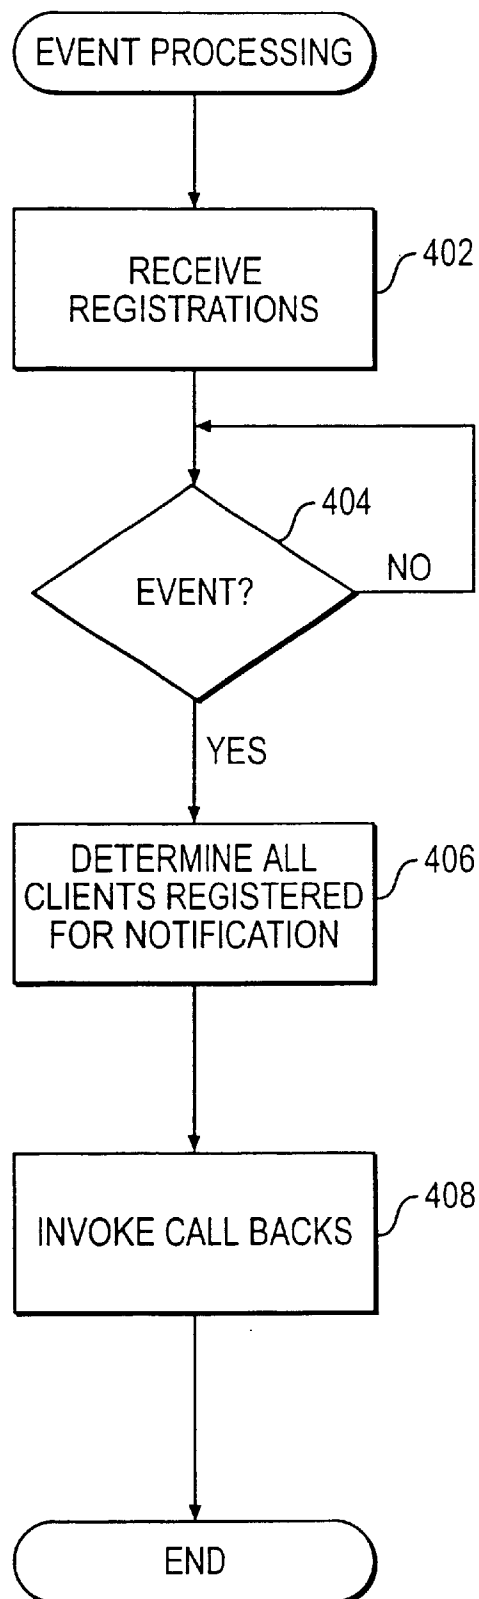 EVENT PROCESSING
RECEIVE
REGISTRATIONS
402
404
EVENT?
NO
YES
DETERMINE ALL
CLIENTS REGISTERED
FOR NOTIFICATION
406
INVOKE CALL BACKS
408
END